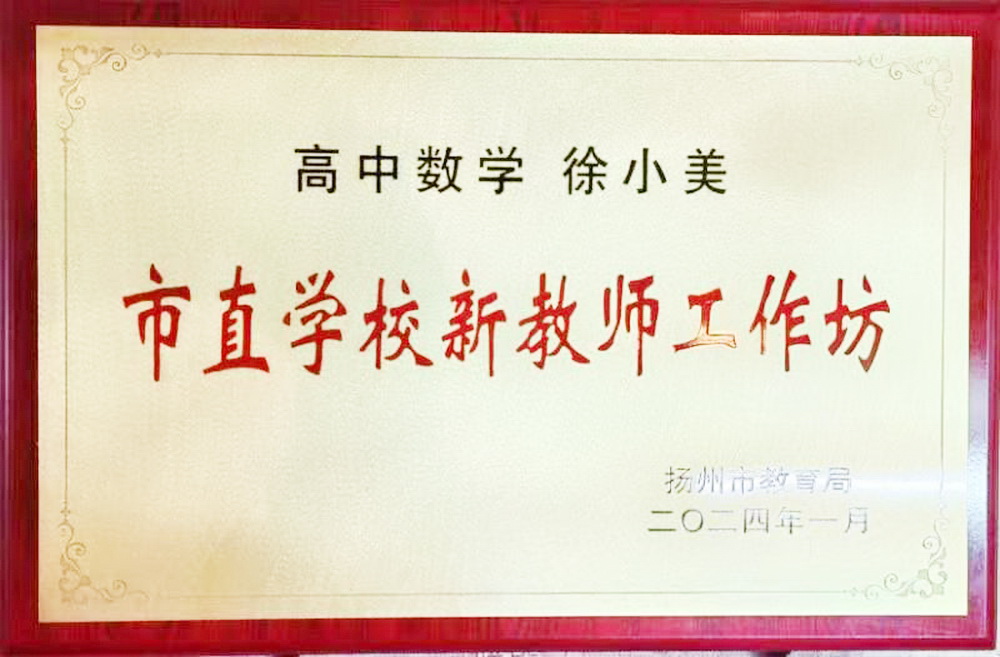 高中数学 徐小美
市直学校新教师工作坊
扬州市教育局
二〇二四年一月